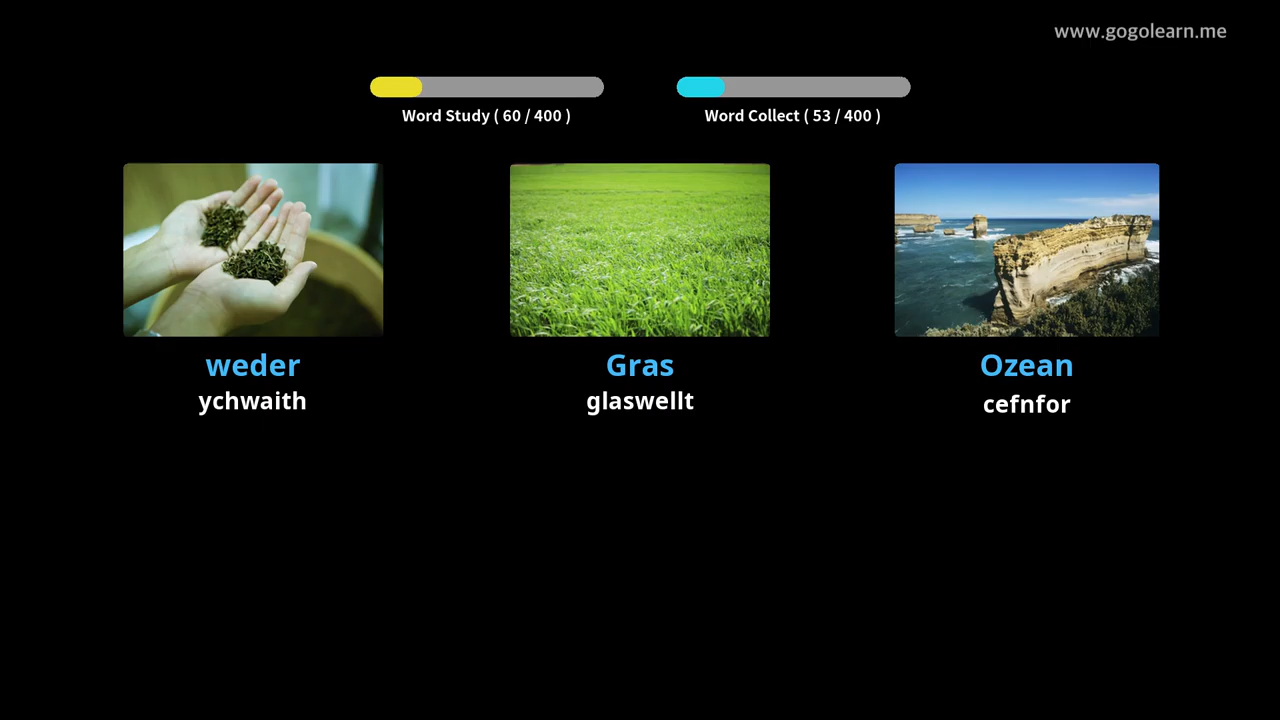 www.gogolearn.me
Word Study ( 60 / 400 )
Word Collect ( 53 / 400 )
weder
ychwaith
Gras
glaswellt
Ozean
cefnfor